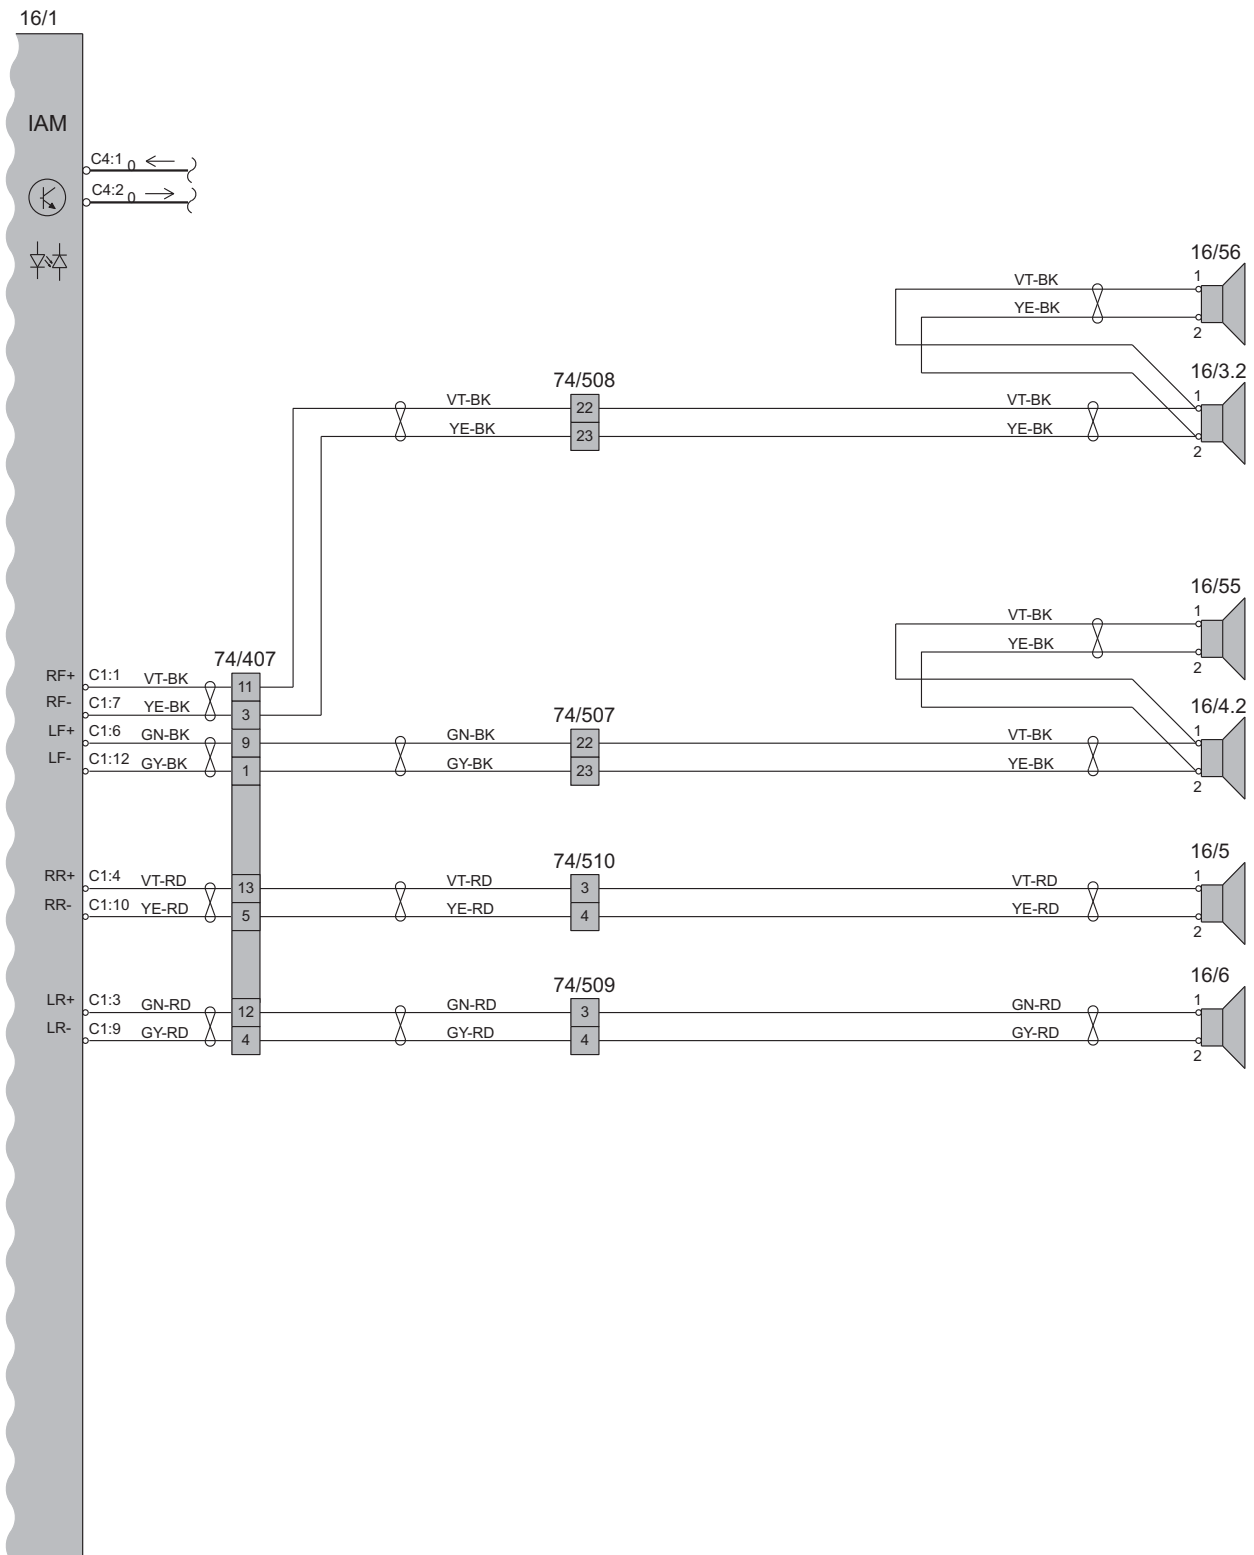 16/1
IAM
C4:1 0
C4:2 0
16/56
1
VT-BK
YE-BK
2
16/3.2
74/508
1
VT-BK 22 VT-BK
YE-BK 23 YE-BK
2
16/55
1
VT-BK
YE-BK
2
74/407
RF+ C1:1 VT-BK 11
RF- C1:7 YE-BK 3
16/4.2
74/507
1
LF+ C1:6 GN-BK 9 GN-BK 22 VT-BK
LF- C1:12 GY-BK 1 GY-BK 23 YE-BK
2
16/5
74/510
1
RR+ C1:4 VT-RD 13 VT-RD 3 VT-RD
RR- C1:10 YE-RD 5 YE-RD 4 YE-RD
2
16/6
74/509
1
LR+ C1:3 GN-RD 12 GN-RD 3 GN-RD
LR- C1:9 GY-RD 4 GY-RD 4 GY-RD
2